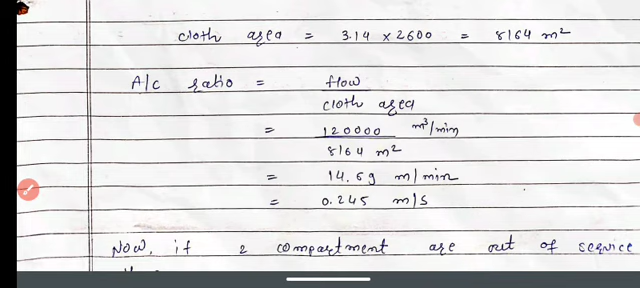 cloth area = 3.14 x 2600 = 8164 m²
A/c ratio = flow
cloth area
= 120000 m³/min
8164 m²
= 14.69 m/min
= 0.245 m/s
Now, if 2 compartment are out of service